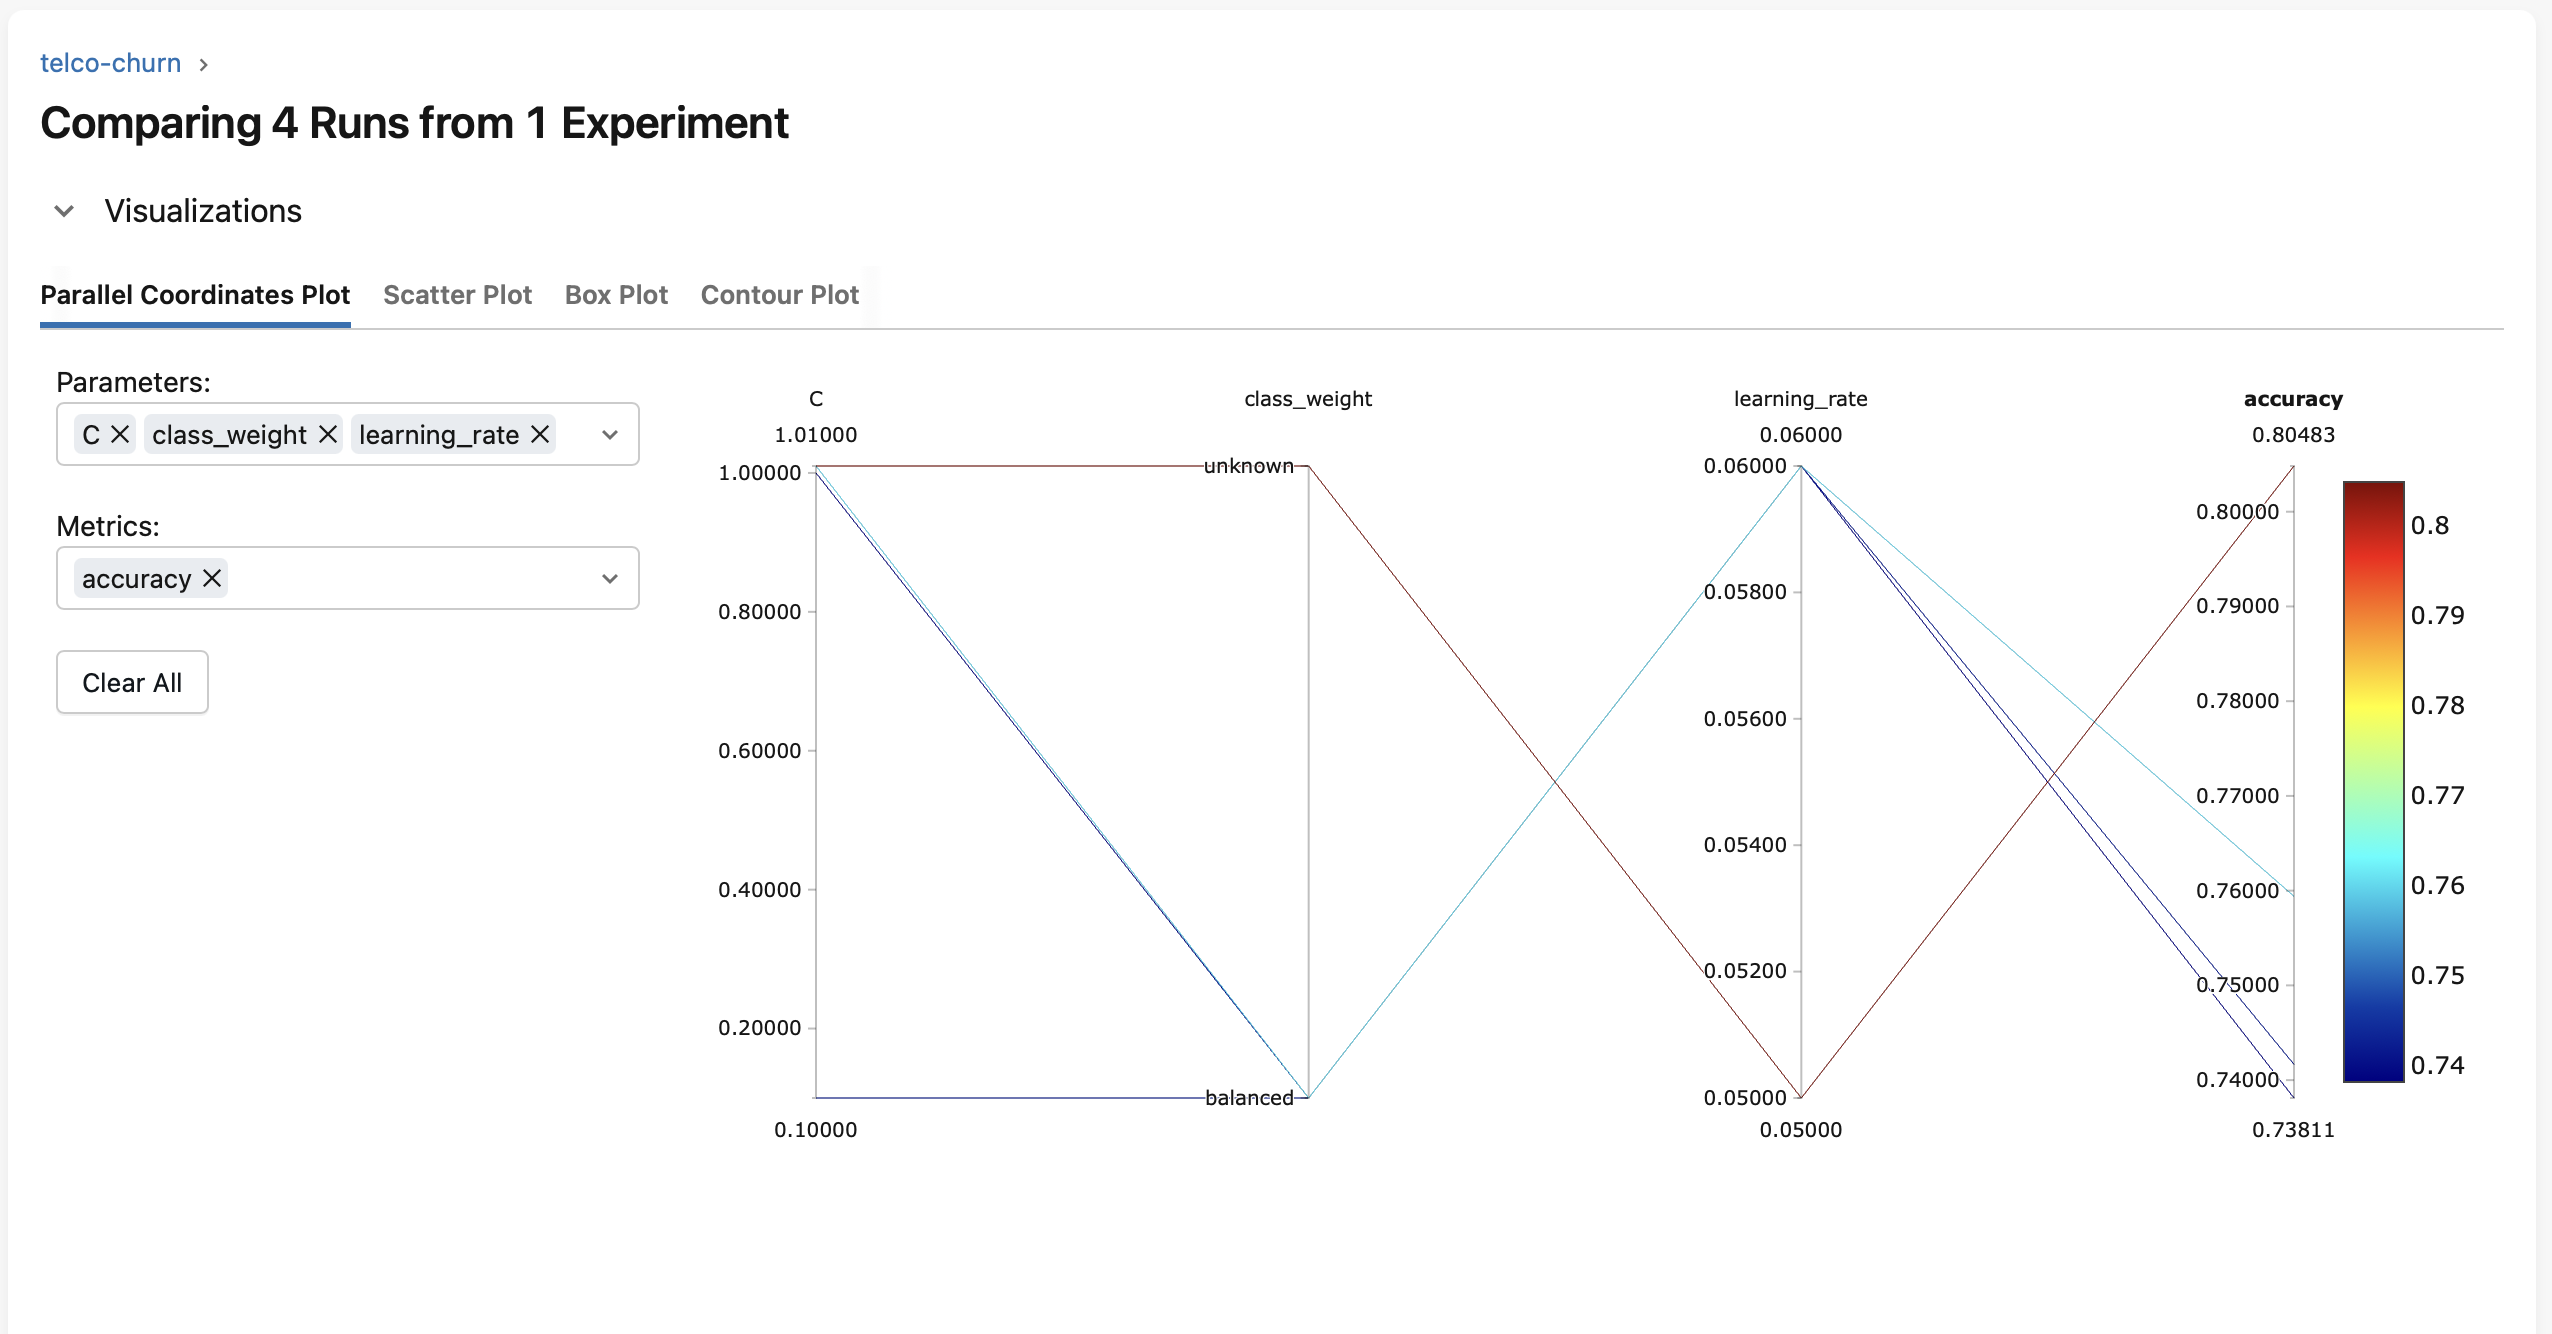 telco-churn
Comparing 4 Runs from 1 Experiment
Visualizations
Parallel Coordinates Plot Scatter Plot Box Plot Contour Plot
Parameters:
C class_weight learning_rate
Metrics:
accuracy
Clear All
C
1.01000
1.00000
0.80000
0.60000
0.40000
0.20000
0.10000
class_weight
unknown
balanced
learning_rate
0.06000
0.06000
0.05800
0.05600
0.05400
0.05200
0.05000
0.05000
accuracy
0.80483
0.80000
0.79000
0.78000
0.77000
0.76000
0.75000
0.74000
0.73811
0.8
0.79
0.78
0.77
0.76
0.75
0.74